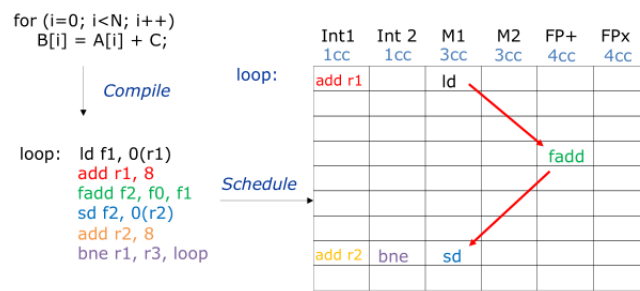 for (i=0; i<N; i++)
B[i] = A[i] + C;
Compile
loop: ld f1, 0(r1)
add r1, 8
fadd f2, f0, f1
sd f2, 0(r2)
add r2, 8
bne r1, r3, loop
Schedule
Int1 Int 2 M1 M2 FP+ FPx
1cc 1cc 3cc 3cc 4cc 4cc
loop: add r1 ld
fadd
add r2 bne sd